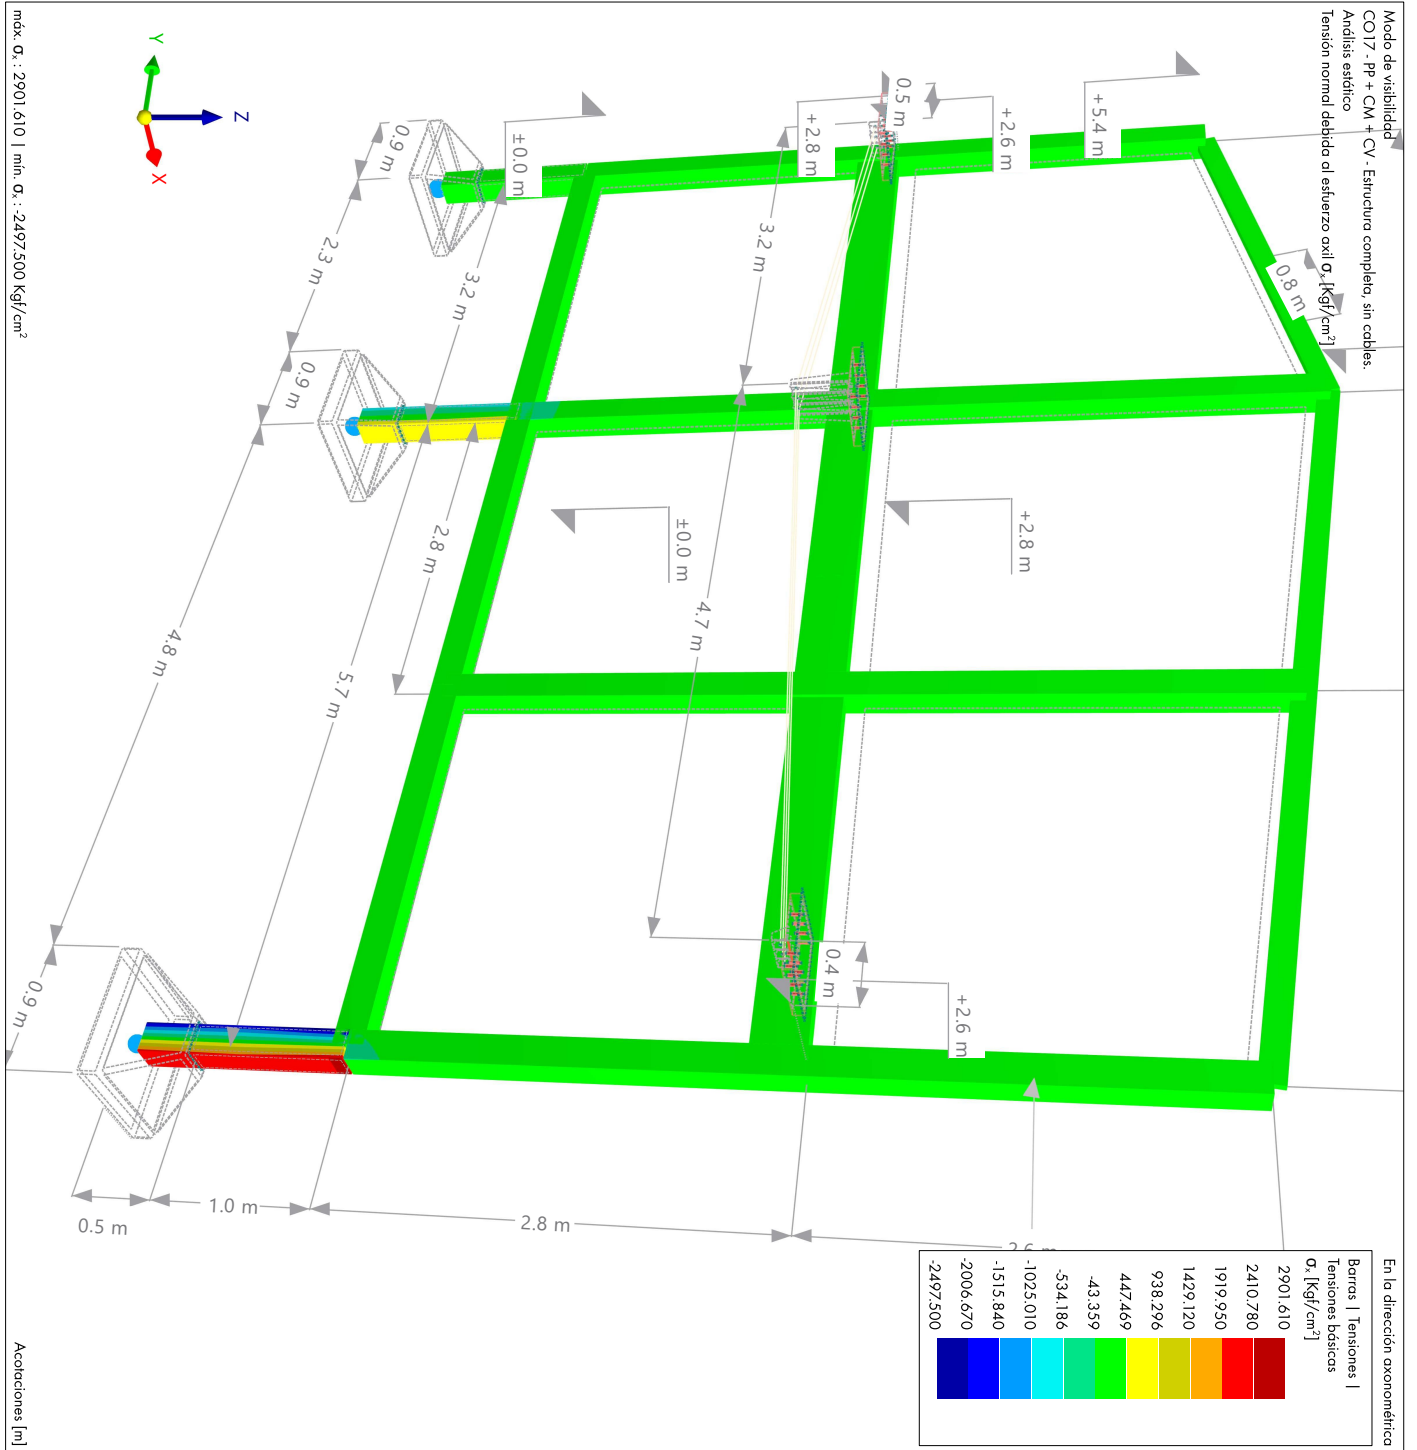 Modo de visibilidad
CO17 - PP + CM + CV - Estructura completa, sin cables.
Análisis estático
Tensión normal debida al esfuerzo axil σx [Kgf/cm²]
En la dirección axonométrica
Barras | Tensiones |
Tensiones básicas
σx [Kgf/cm²]
2901.610
2410.780
1919.950
1429.120
938.296
447.469
-43.359
-534.186
-1025.010
-1515.840
-2006.670
-2497.500
+5.4 m
0.8 m
+2.6 m
0.5 m
+2.8 m
3.2 m
±0.0 m
0.9 m
2.3 m
3.2 m
0.9 m
+2.8 m
±0.0 m
2.8 m
4.7 m
4.8 m
5.7 m
0.4 m
+2.6 m
0.9 m
2.8 m
1.0 m
0.5 m
Z
Y
X
máx. σx : 2901.610 | mín. σx : -2497.500 Kgf/cm²
Acotaciones [m]